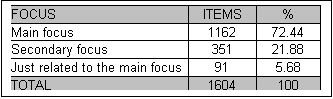 FOCUS ITEMS %
Main focus 1162 72.44
Secondary focus 351 21.88
Just related to the main focus 91 5.68
TOTAL 1604 100